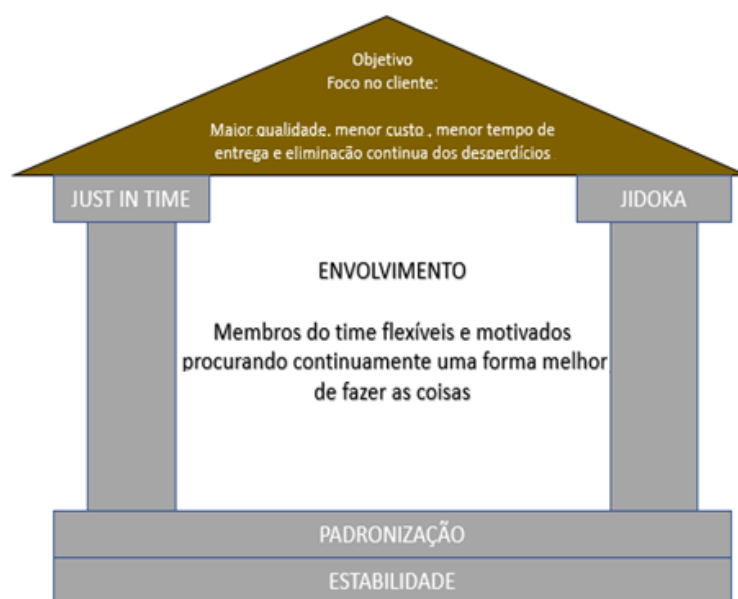 Objetivo
Foco no cliente:
Maior qualidade, menor custo , menor tempo de
entrega e eliminação continua dos desperdícios
JUST IN TIME
JIDOKA
ENVOLVIMENTO
Membros do time flexíveis e motivados
procurando continuamente uma forma melhor
de fazer as coisas
PADRONIZAÇÃO
ESTABILIDADE